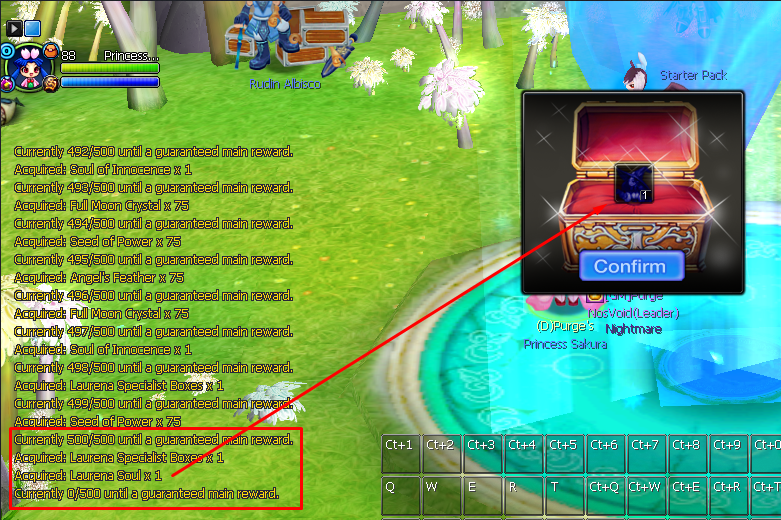 88 Princess...
Rudin Albisco
Starter Pack
Currently 492/500 until a guaranteed main reward.
Acquired: Soul of Innocence x 1
Currently 493/500 until a guaranteed main reward.
Acquired: Full Moon Crystal x 75
Currently 494/500 until a guaranteed main reward.
Acquired: Seed of Power x 75
Currently 495/500 until a guaranteed main reward.
Acquired: Angel's Feather x 75
Currently 496/500 until a guaranteed main reward.
Acquired: Full Moon Crystal x 75
Currently 497/500 until a guaranteed main reward.
Acquired: Soul of Innocence x 1
Currently 498/500 until a guaranteed main reward.
Acquired: Laurena Specialist Boxes x 1
Currently 499/500 until a guaranteed main reward.
Acquired: Seed of Power x 75
Currently 500/500 until a guaranteed main reward.
Acquired: Laurena Specialist Boxes x 1
Acquired: Laurena Soul x 1
Currently 0/500 until a guaranteed main reward.
1
Confirm
NosVoid(Leader)
(D)Purge's Nightmare
Princess Sakura
Ct+1 Ct+2 Ct+3 Ct+4 Ct+5 Ct+6 Ct+7 Ct+8 Ct+9 Ct+0
Q W E R T Ct+Q Ct+W Ct+E Ct+R Ct+T